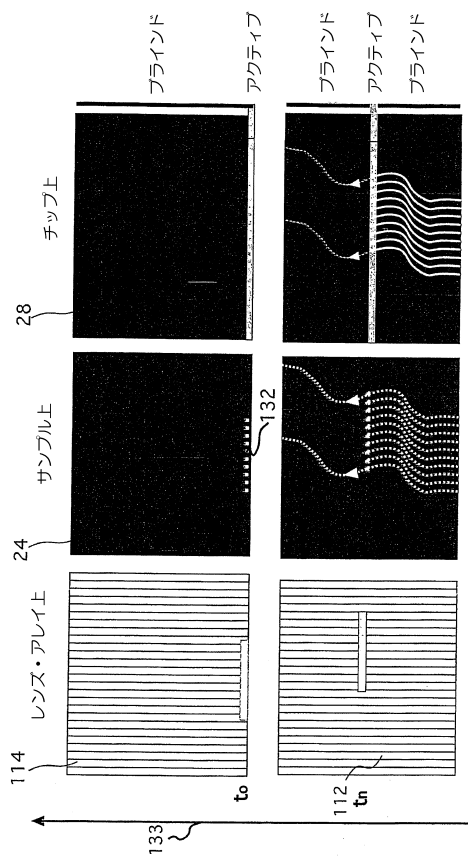 レンズ・アレイ上
サンプル上
チップ上
114
24
28
ブラインド
アクティブ
t0
132
133
112
tn
ブラインド
アクティブ
ブラインド